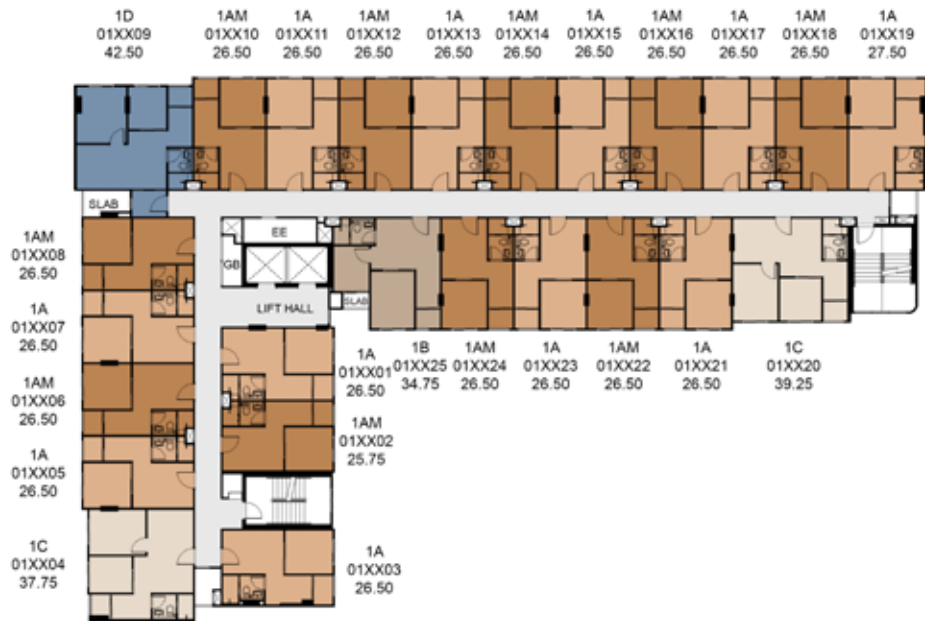 1D
01XX09
42.50
1AM
01XX10
26.50
1A
01XX11
26.50
1AM
01XX12
26.50
1A
01XX13
26.50
1AM
01XX14
26.50
1A
01XX15
26.50
1AM
01XX16
26.50
1A
01XX17
26.50
1AM
01XX18
26.50
1A
01XX19
27.50
SLAB
EE
GB
LIFT HALL
SLAB
1AM
01XX08
26.50
1A
01XX07
26.50
1AM
01XX06
26.50
1A
01XX05
26.50
1C
01XX04
37.75
1A
01XX01
26.50
1AM
01XX02
25.75
1A
01XX03
26.50
1B
01XX25
34.75
1AM
01XX24
26.50
1A
01XX23
26.50
1AM
01XX22
26.50
1A
01XX21
26.50
1C
01XX20
39.25